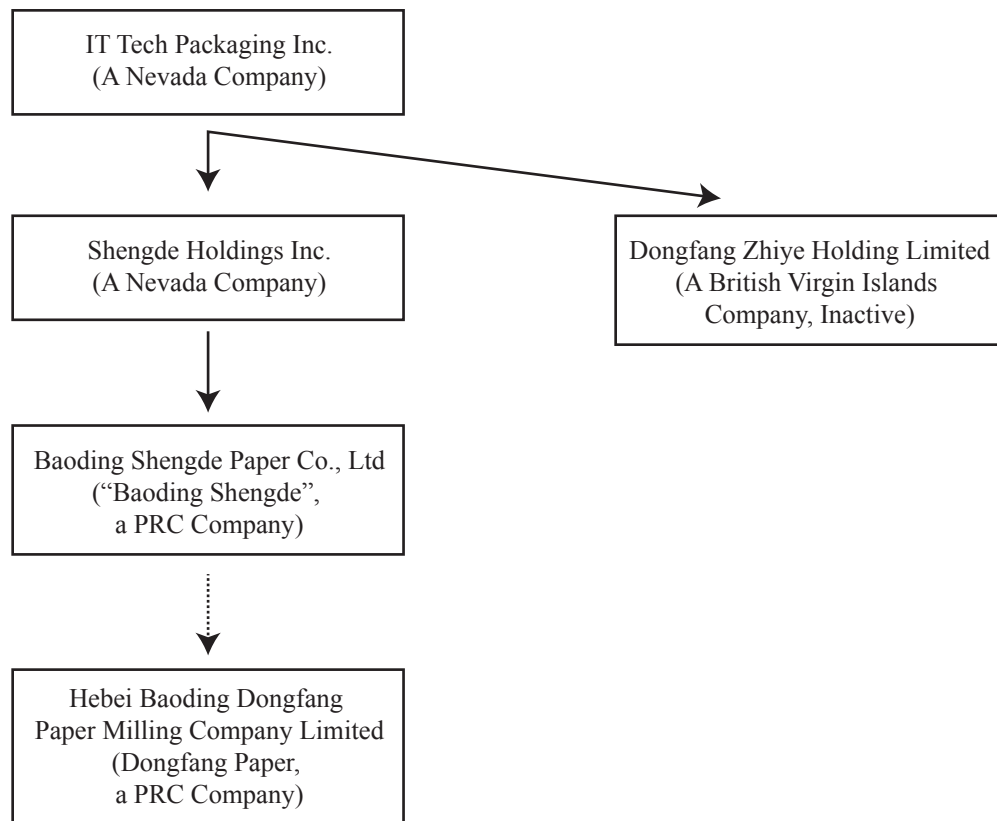 IT Tech Packaging Inc.
(A Nevada Company)
Shengde Holdings Inc.
(A Nevada Company)
Dongfang Zhiye Holding Limited
(A British Virgin Islands
Company, Inactive)
Baoding Shengde Paper Co., Ltd
(“Baoding Shengde”,
a PRC Company)
Hebei Baoding Dongfang
Paper Milling Company Limited
(Dongfang Paper,
a PRC Company)